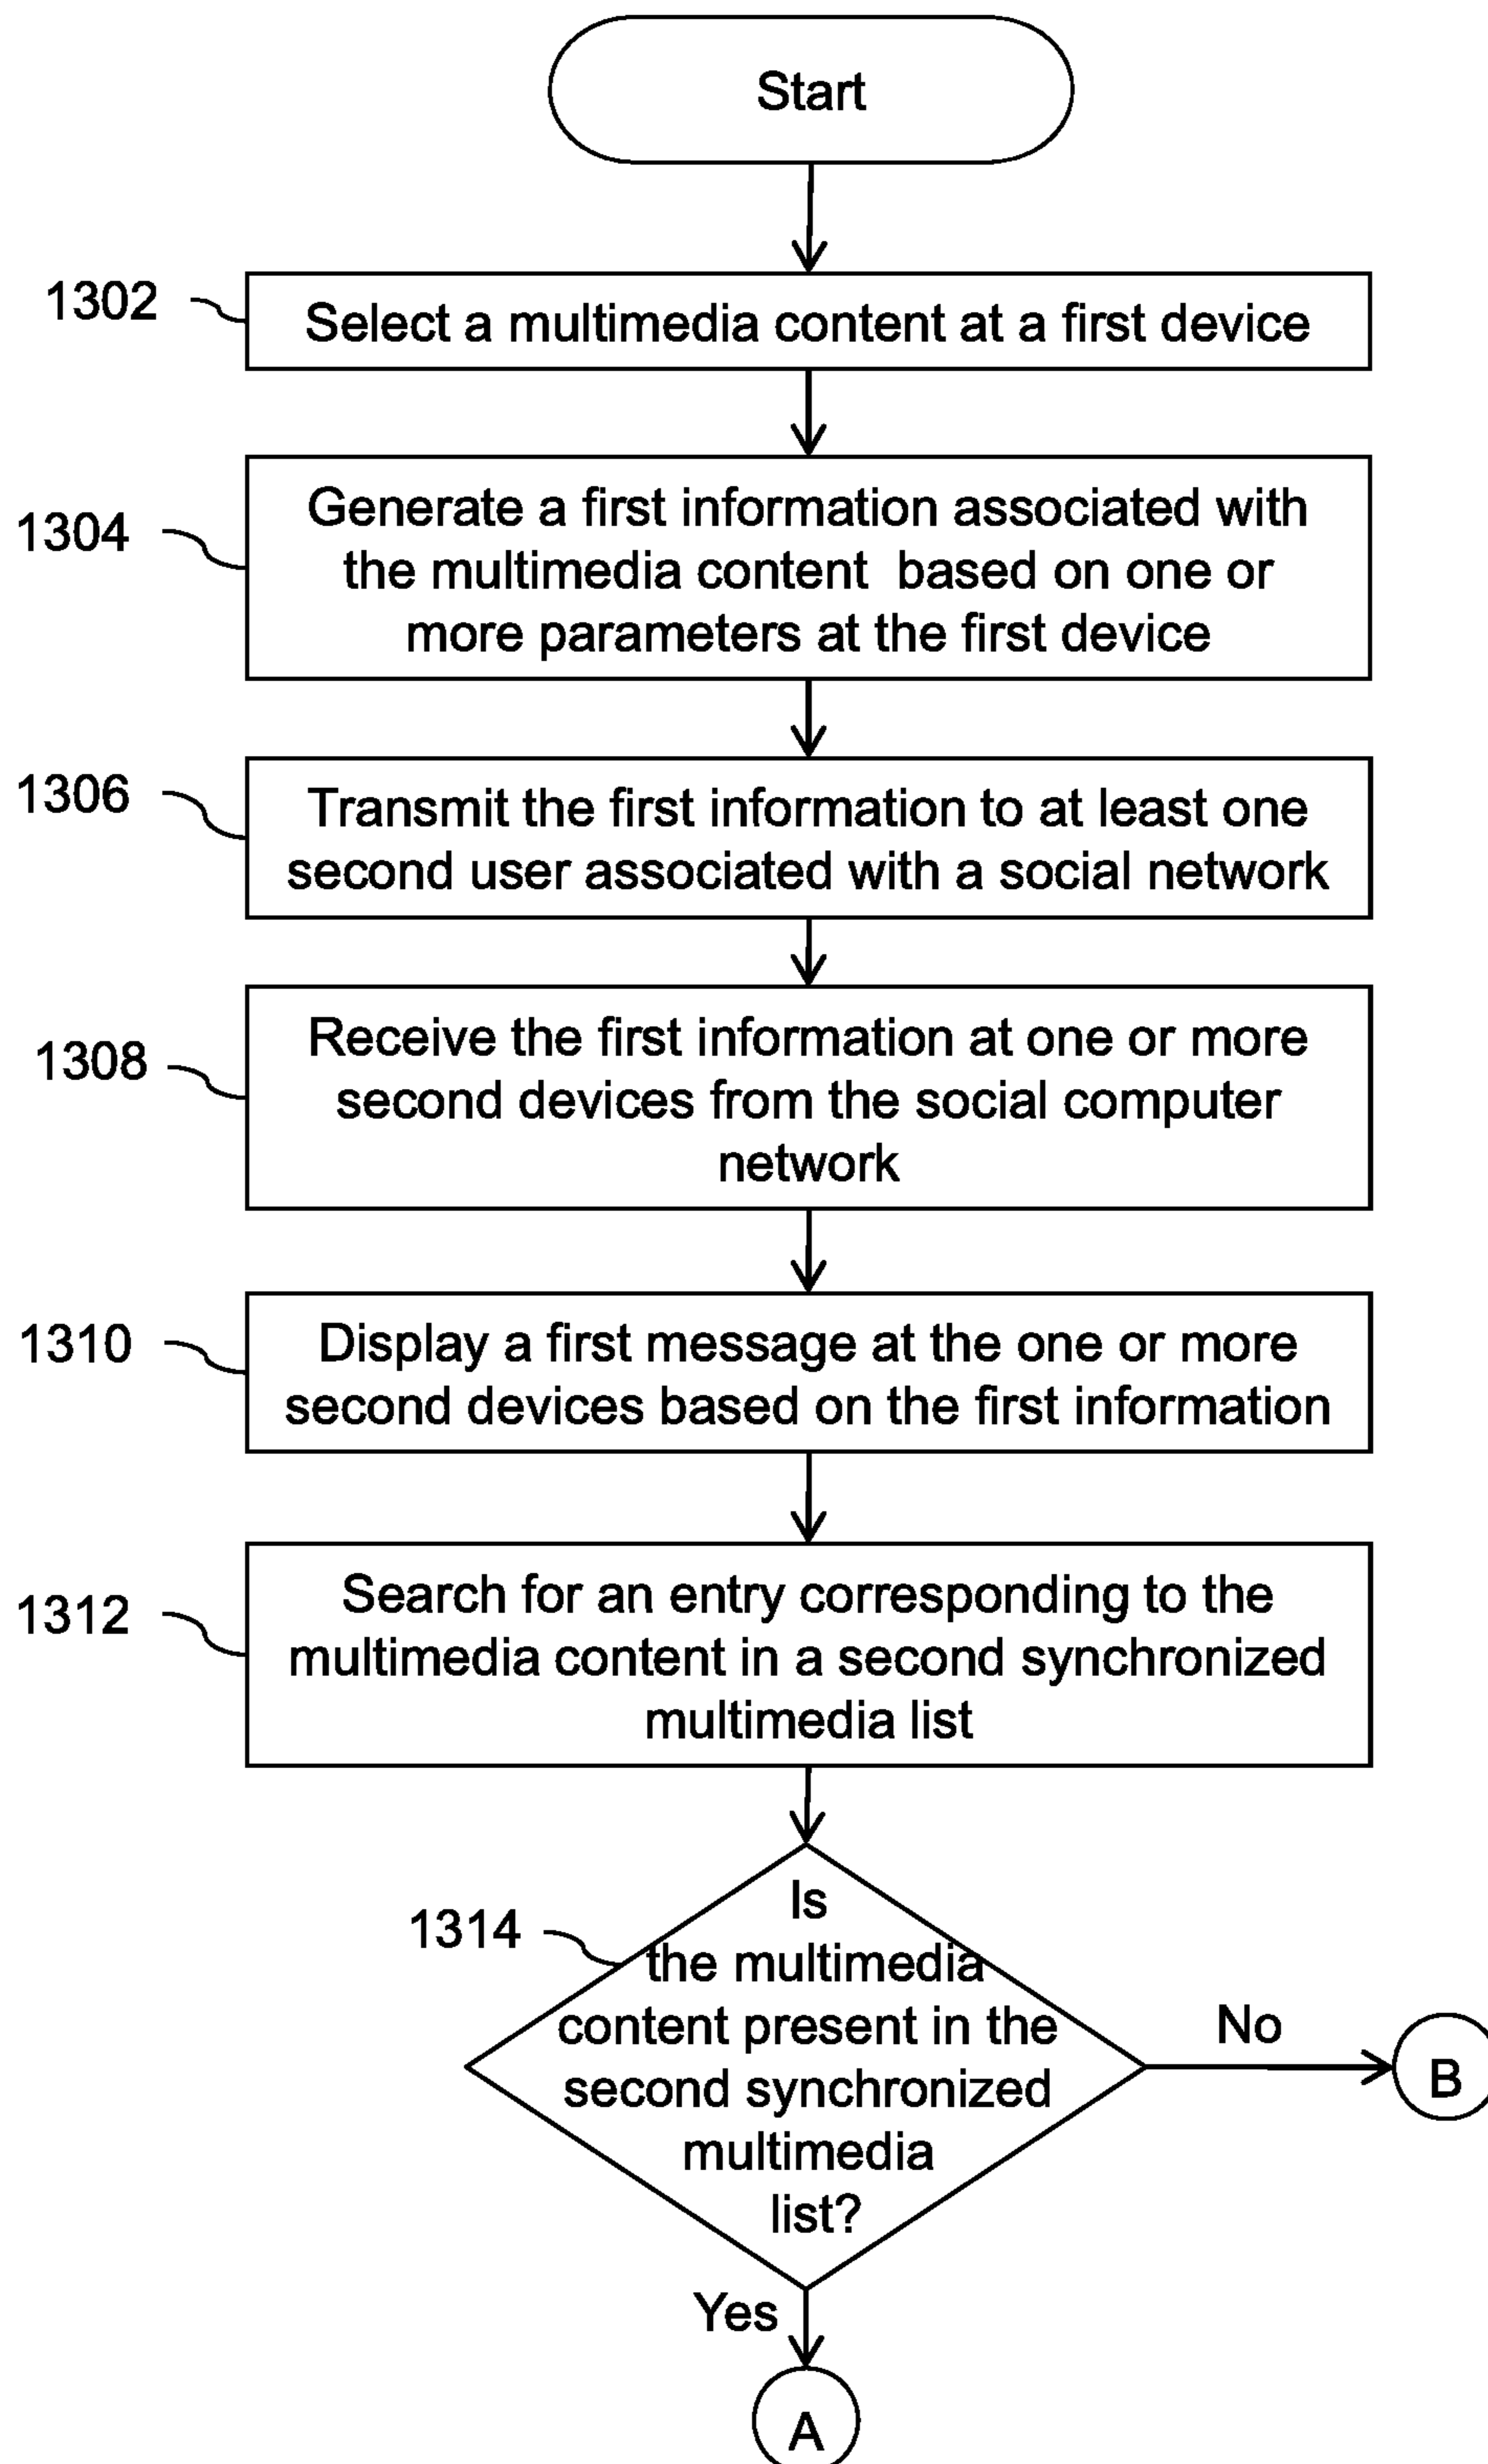 Start
1302
Select a multimedia content at a first device
1304
Generate a first information associated with
the multimedia content based on one or
more parameters at the first device
1306
Transmit the first information to at least one
second user associated with a social network
1308
Receive the first information at one or more
second devices from the social computer
network
1310
Display a first message at the one or more
second devices based on the first information
1312
Search for an entry corresponding to the
multimedia content in a second synchronized
multimedia list
1314
Is
the multimedia
content present in the
second synchronized
multimedia
list?
No
B
Yes
A